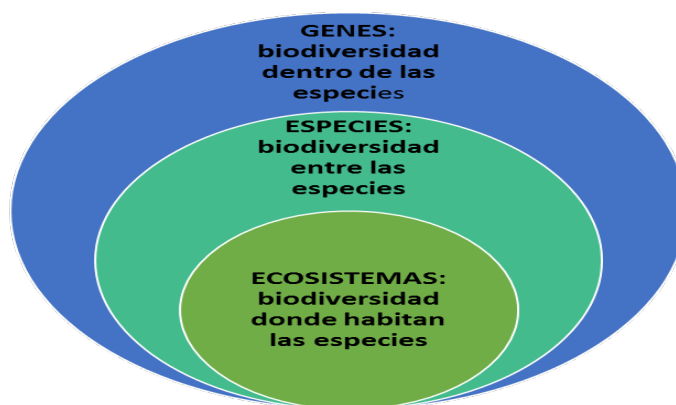 GENES:
biodiversidad
dentro de las
especies
ESPECIES:
biodiversidad
entre las
especies
ECOSISTEMAS:
biodiversidad
donde habitan
las especies